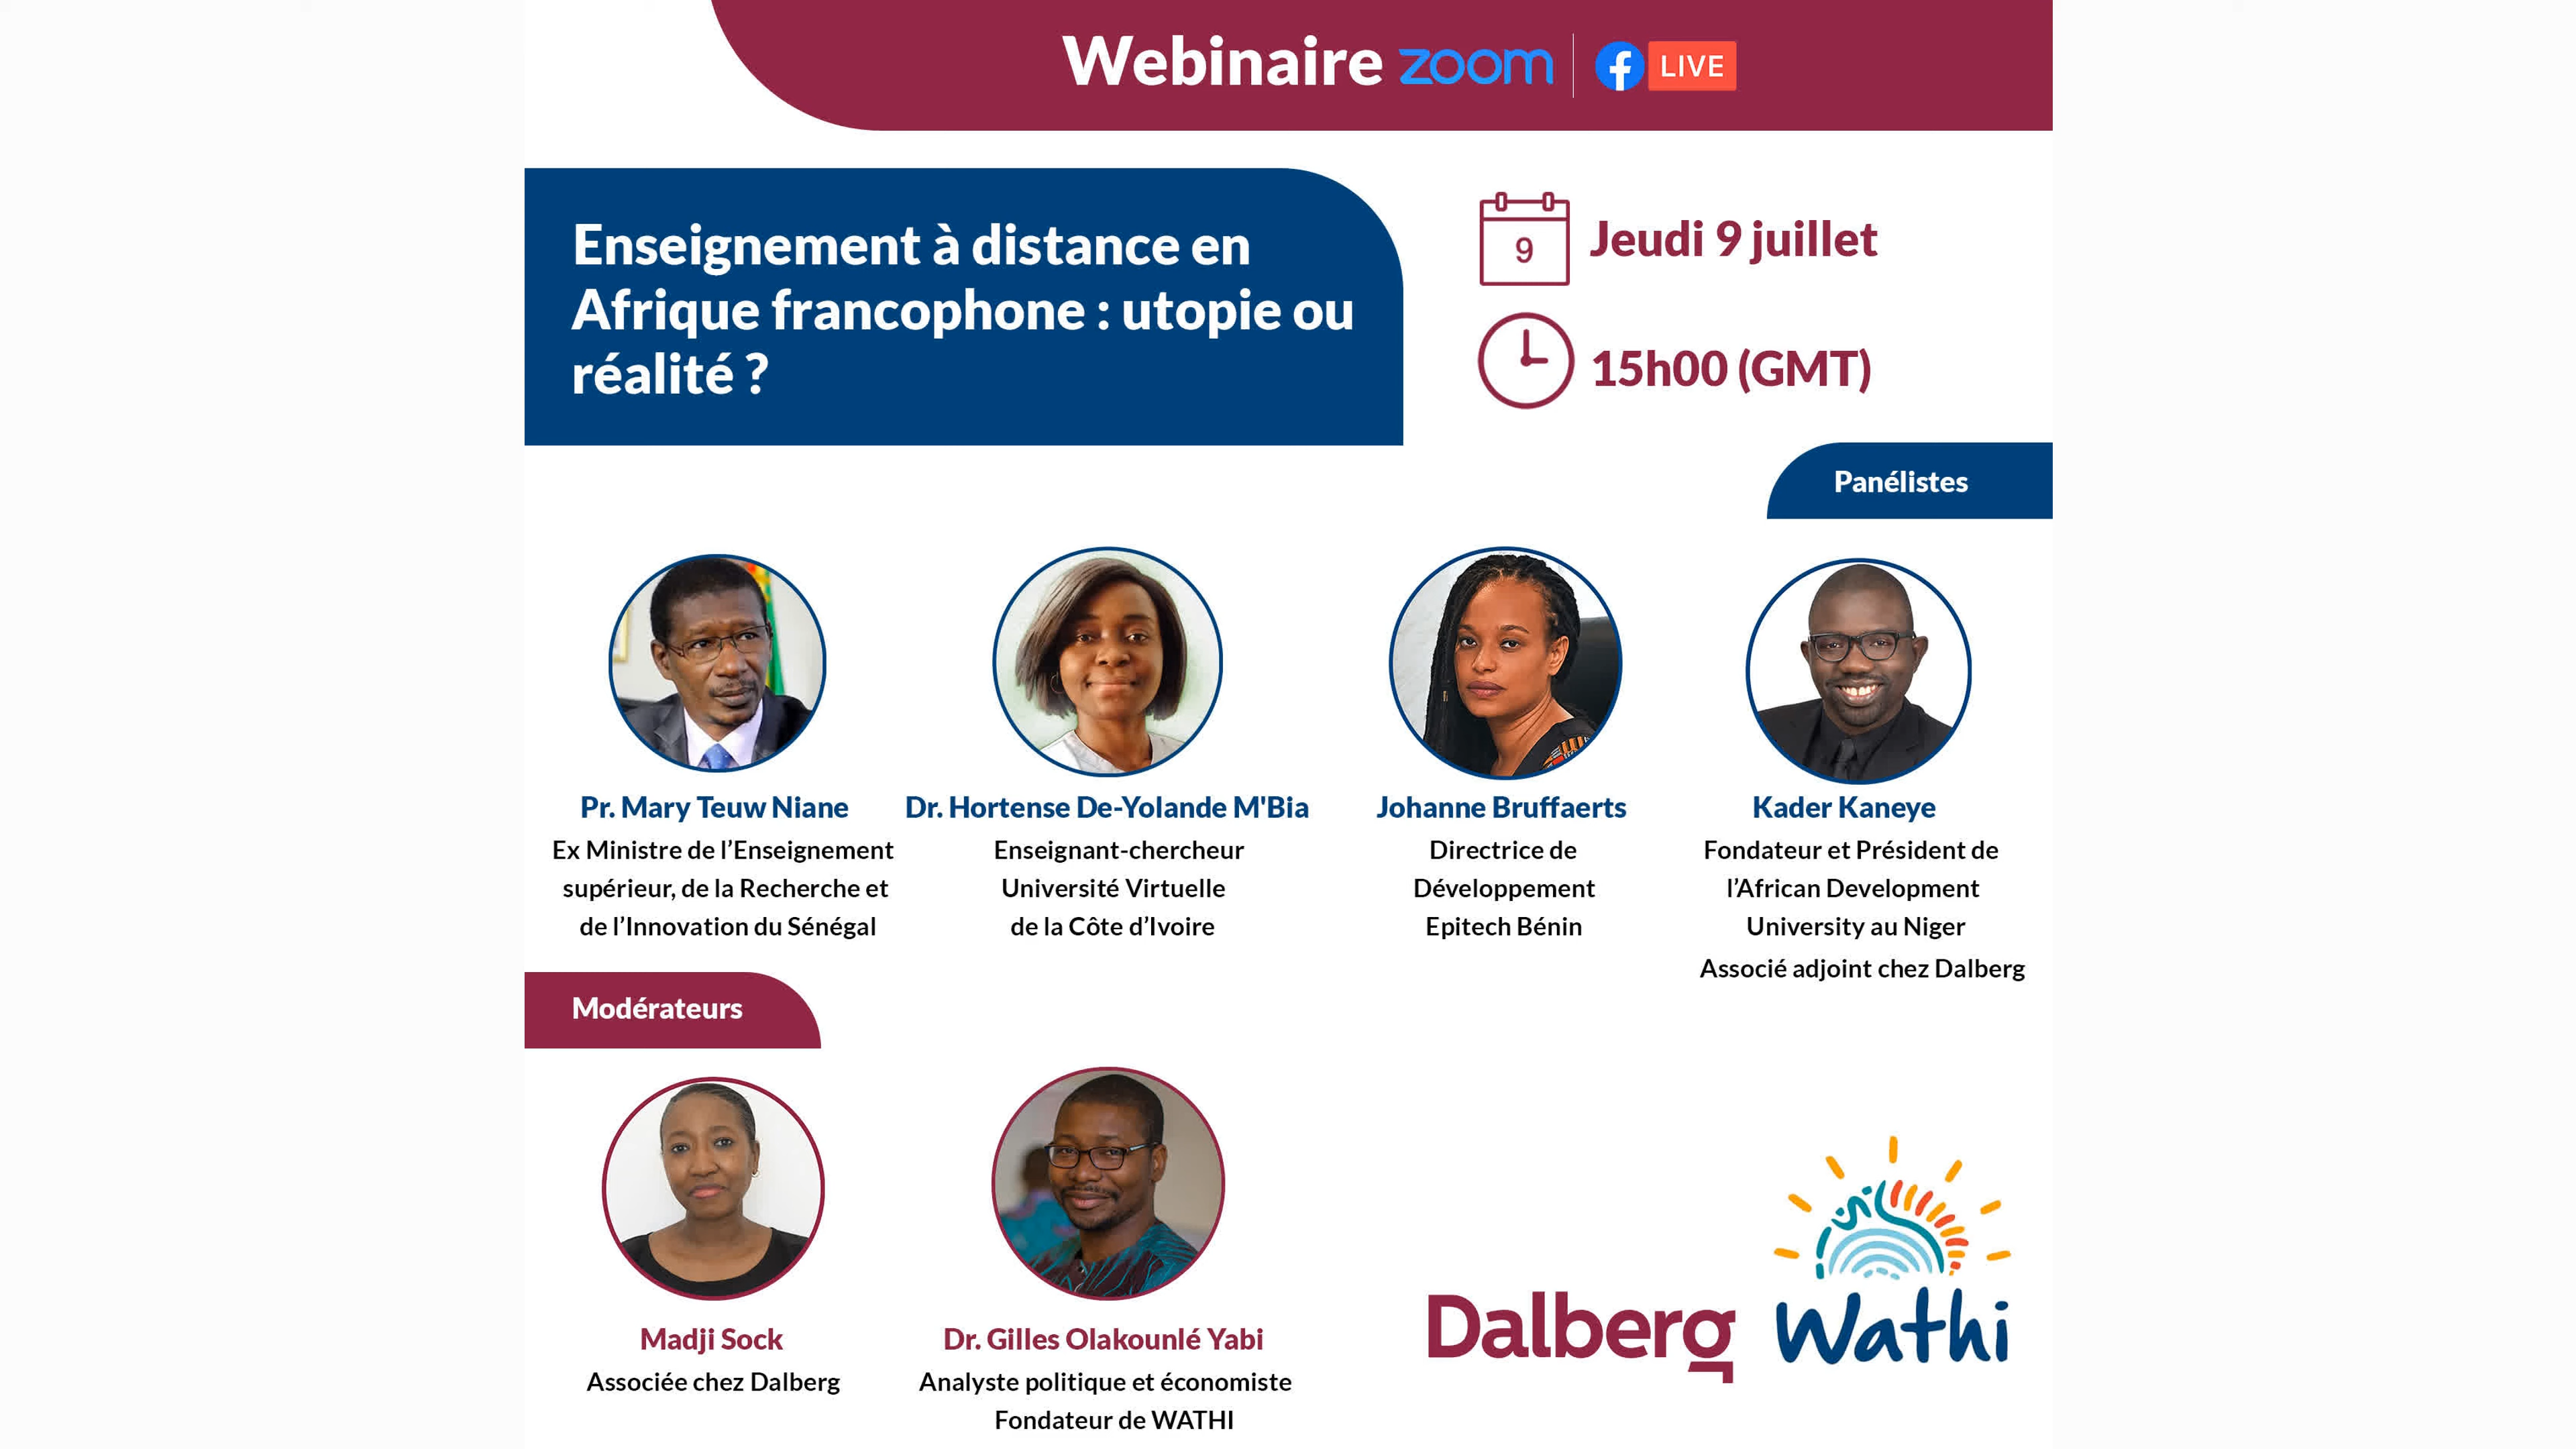 Webinaire zoom
LIVE
Enseignement à distance en
Afrique francophone : utopie ou
réalité ?
9
Jeudi 9 juillet
15h00 (GMT)
Panélistes
Pr. Mary Teuw Niane
Ex Ministre de l’Enseignement
supérieur, de la Recherche et
de l’Innovation du Sénégal
Dr. Hortense De-Yolande M'Bia
Enseignant-chercheur
Université Virtuelle
de la Côte d’Ivoire
Johanne Bruffaerts
Directrice de
Développement
Epitech Bénin
Kader Kaneye
Fondateur et Président de
l’African Development
University au Niger
Associé adjoint chez Dalberg
Modérateurs
Madji Sock
Associée chez Dalberg
Dr. Gilles Olakounlé Yabi
Analyste politique et économiste
Fondateur de WATHI
Dalberg
Wathi